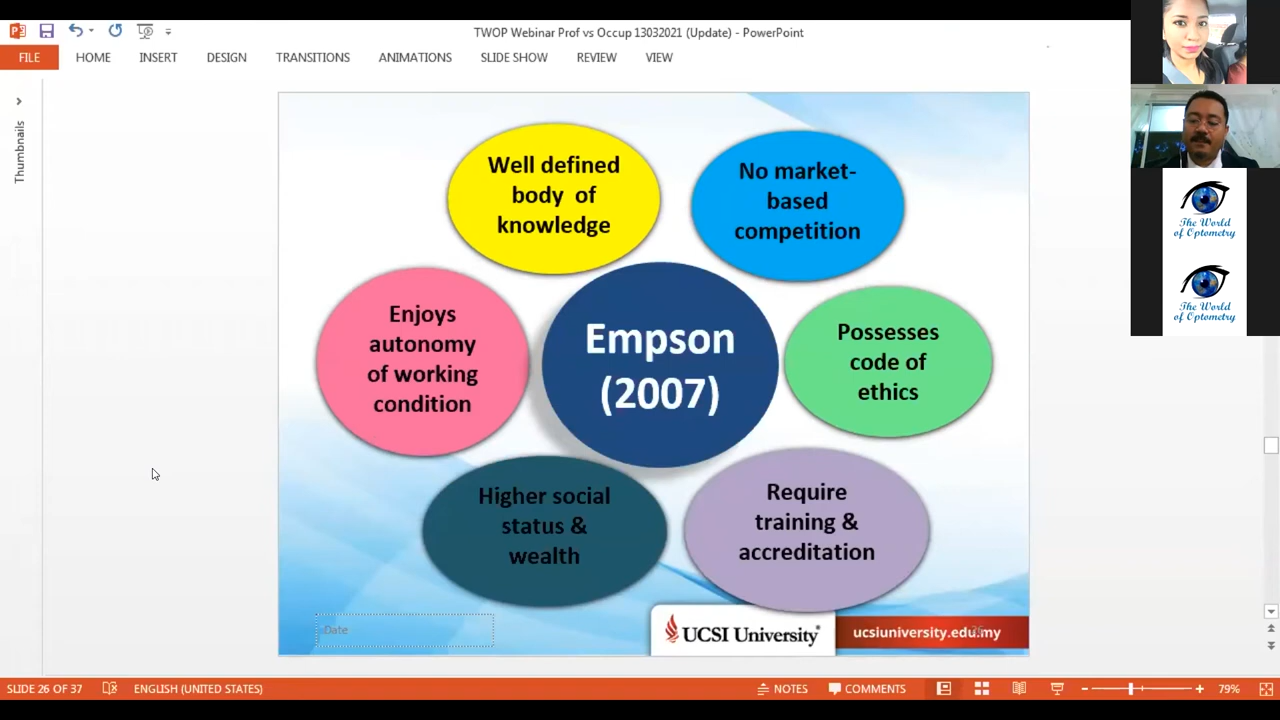 TWOP Webinar Prof vs Occup 13032021 (Update) - PowerPoint
FILE HOME INSERT DESIGN TRANSITIONS ANIMATIONS SLIDE SHOW REVIEW VIEW
Thumbnails
Well defined
body of
knowledge
No market-
based
competition
Enjoys
autonomy
of working
condition
Empson
(2007)
Possesses
code of
ethics
Higher social
status &
wealth
Require
training &
accreditation
Date
UCSI University
ucsiuniversity.edu.my
26
The World
of Optometry
The World
of Optometry
SLIDE 26 OF 37 ENGLISH (UNITED STATES) NOTES COMMENTS 79%